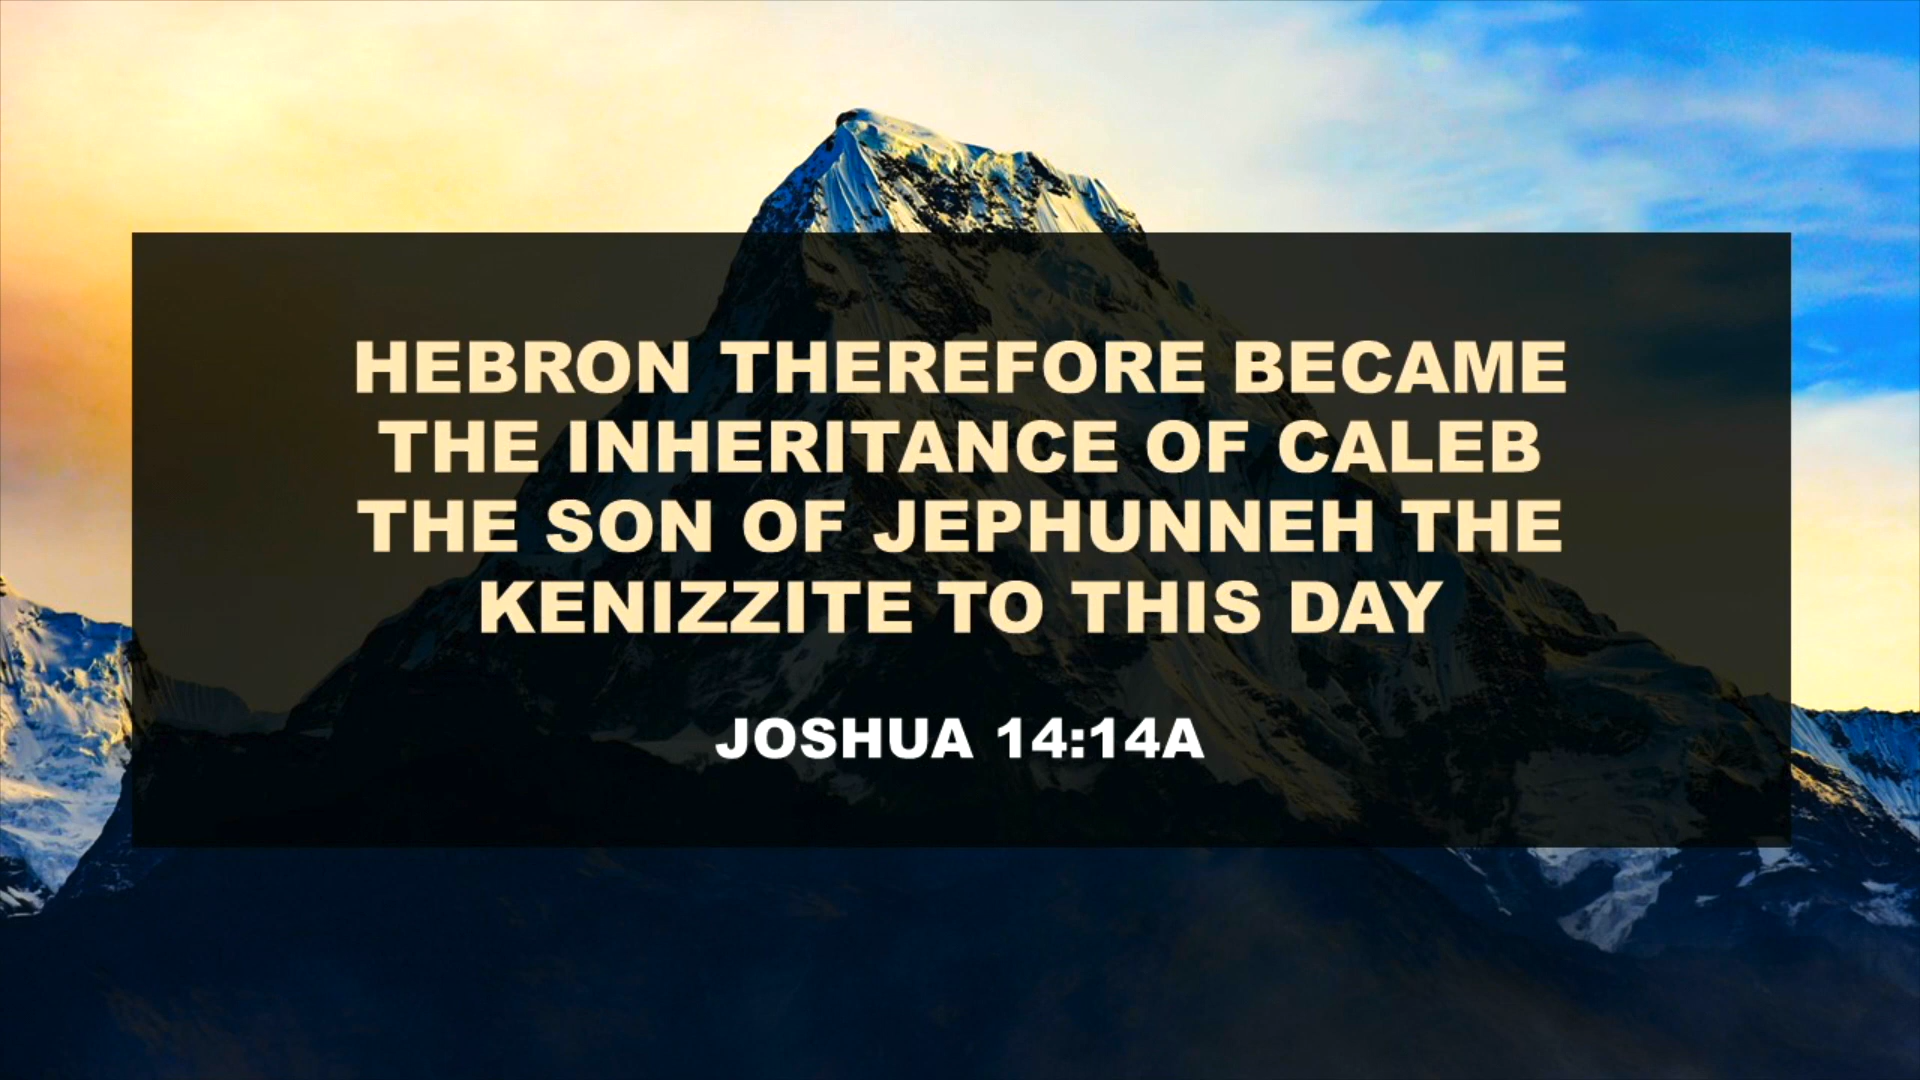 HEBRON THEREFORE BECAME
THE INHERITANCE OF CALEB
THE SON OF JEPHUNNEH THE
KENIZZITE TO THIS DAY
JOSHUA 14:14A